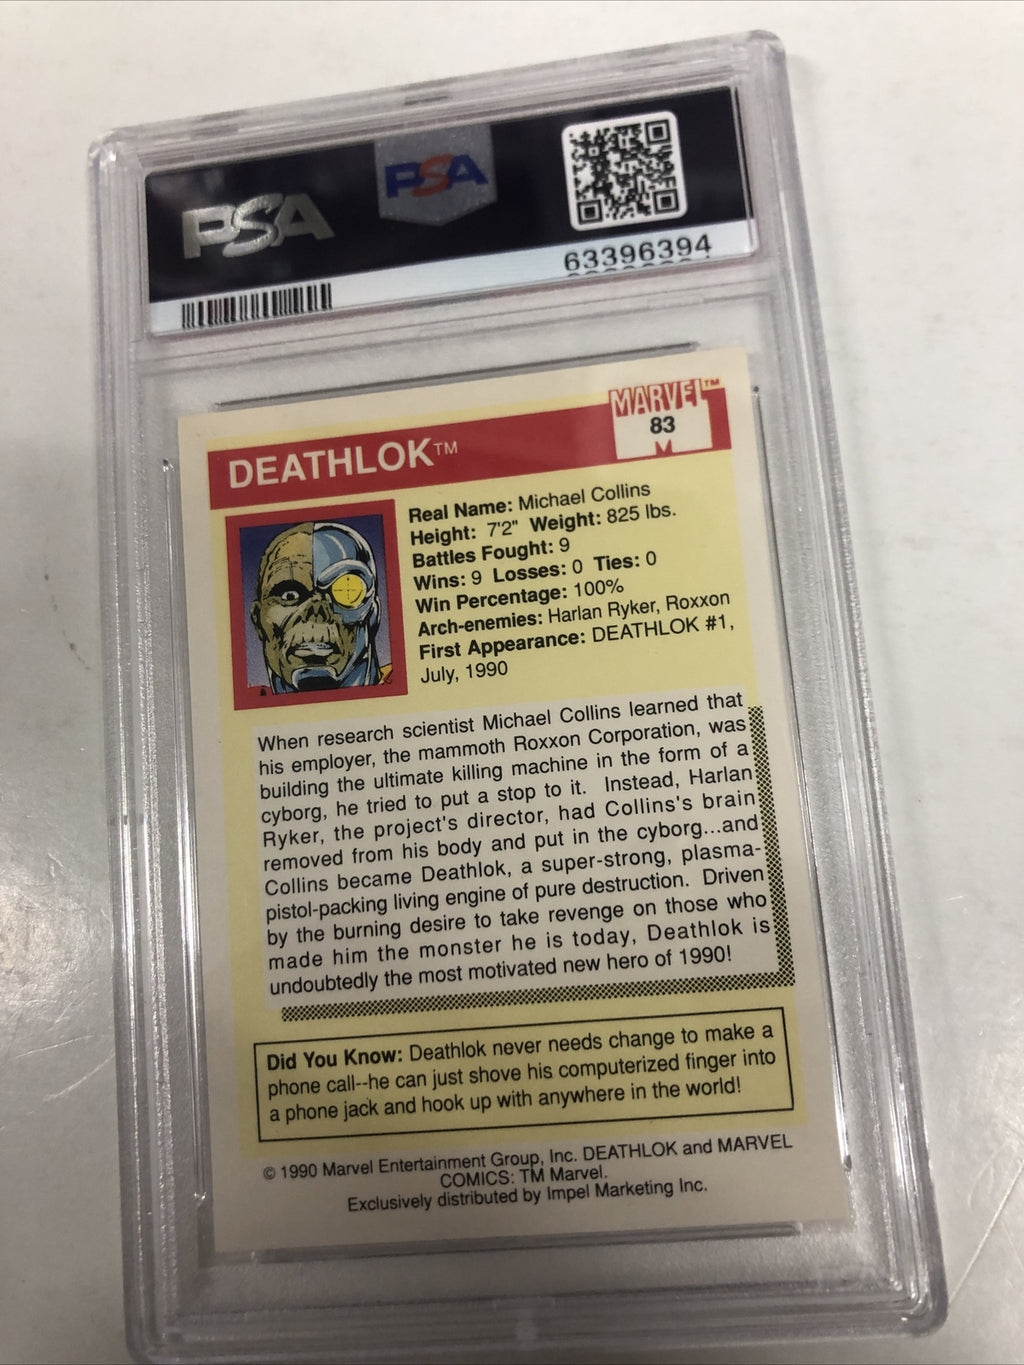 PSA
PSA
63396394
MARVEL™
83
DEATHLOK™
Real Name: Michael Collins
Height: 7'2" Weight: 825 lbs.
Battles Fought: 9
Wins: 9 Losses: 0 Ties: 0
Win Percentage: 100%
Arch-enemies: Harlan Ryker, Roxxon
First Appearance: DEATHLOK #1,
July, 1990
When research scientist Michael Collins learned that
his employer, the mammoth Roxxon Corporation, was
building the ultimate killing machine in the form of a
cyborg, he tried to put a stop to it. Instead, Harlan
Ryker, the project's director, had Collins's brain
removed from his body and put in the cyborg...and
Collins became Deathlok, a super-strong, plasma-
pistol-packing living engine of pure destruction. Driven
by the burning desire to take revenge on those who
made him the monster he is today, Deathlok is
undoubtedly the most motivated new hero of 1990!
Did You Know: Deathlok never needs change to make a
phone call--he can just shove his computerized finger into
a phone jack and hook up with anywhere in the world!
© 1990 Marvel Entertainment Group, Inc. DEATHLOK and MARVEL
COMICS: TM Marvel.
Exclusively distributed by Impel Marketing Inc.